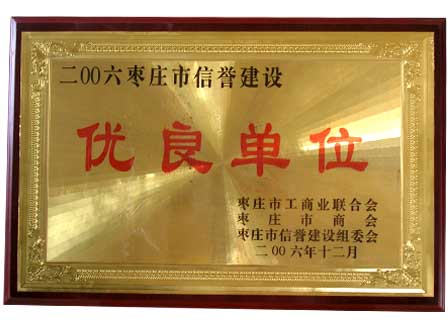 二00六枣庄市信誉建设
优良单位
枣庄市工商业联合会
枣庄市商会
枣庄市信誉建设组委会
二00六年十二月